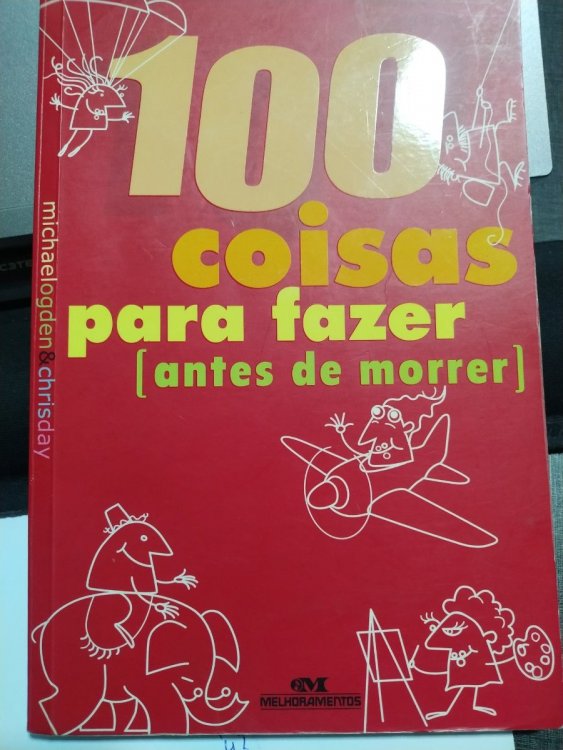 100
coisas
para fazer
[antes de morrer]
michaelogden&chrisday
MELHORAMENTOS